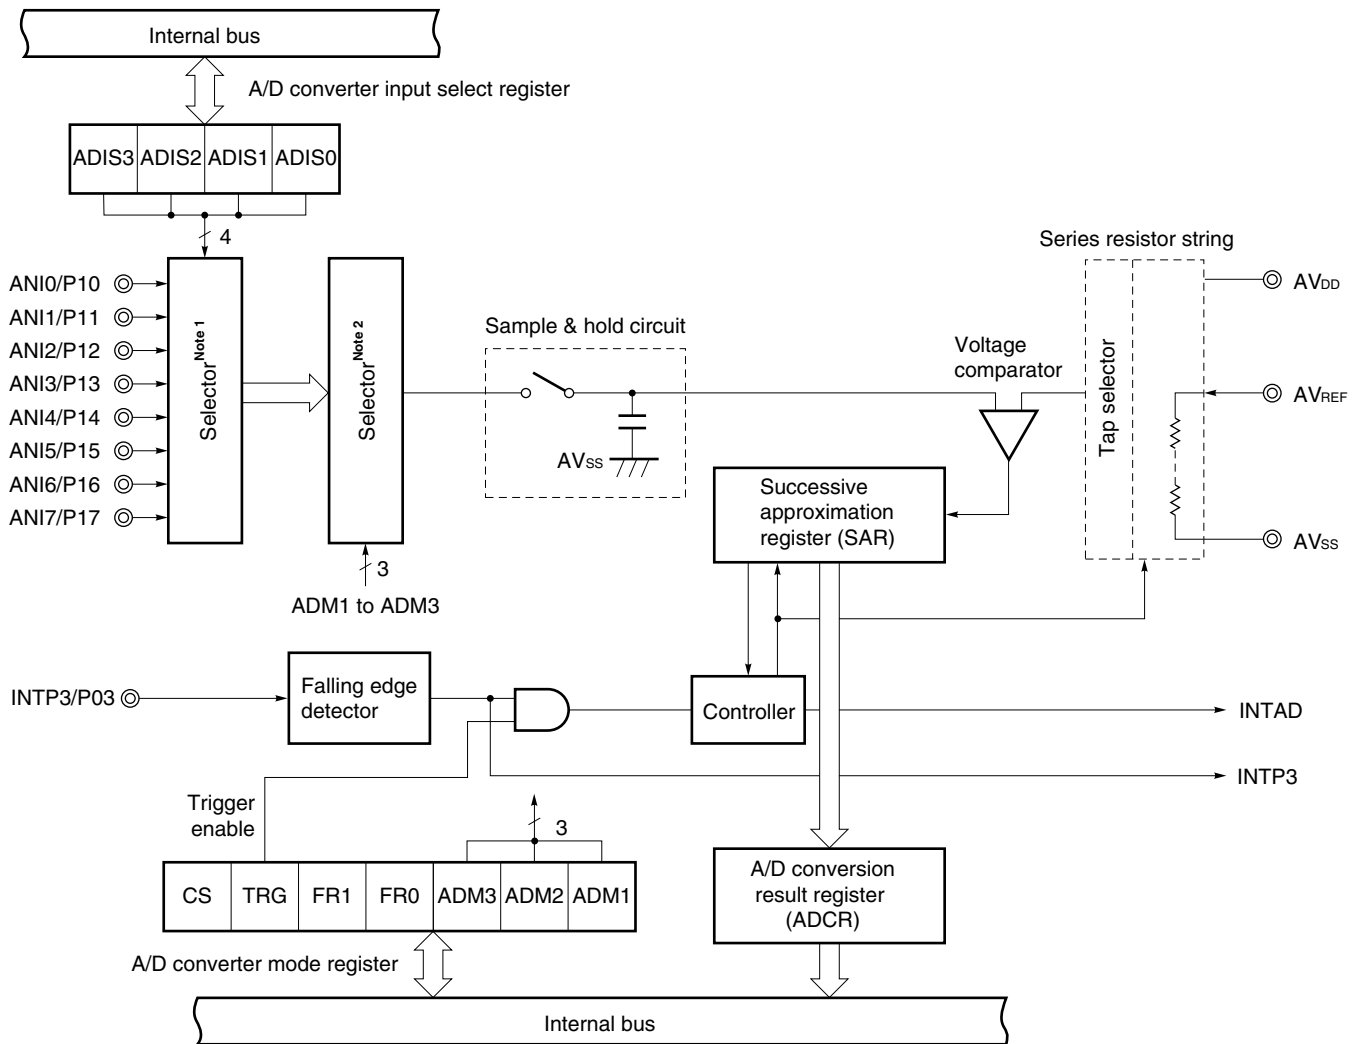 Internal bus
A/D converter input select register
ADIS3 ADIS2 ADIS1 ADIS0
4
Series resistor string
ANI0/P10
ANI1/P11
ANI2/P12
ANI3/P13
ANI4/P14
ANI5/P15
ANI6/P16
ANI7/P17
Selector Note 1
Selector Note 2
Sample & hold circuit
AVSS
Voltage
comparator
Tap selector
AVDD
AVREF
AVSS
Successive
approximation
register (SAR)
3
ADM1 to ADM3
INTP3/P03
Falling edge
detector
Controller
INTAD
INTP3
Trigger
enable
3
CS TRG FR1 FR0 ADM3 ADM2 ADM1
A/D conversion
result register
(ADCR)
A/D converter mode register
Internal bus